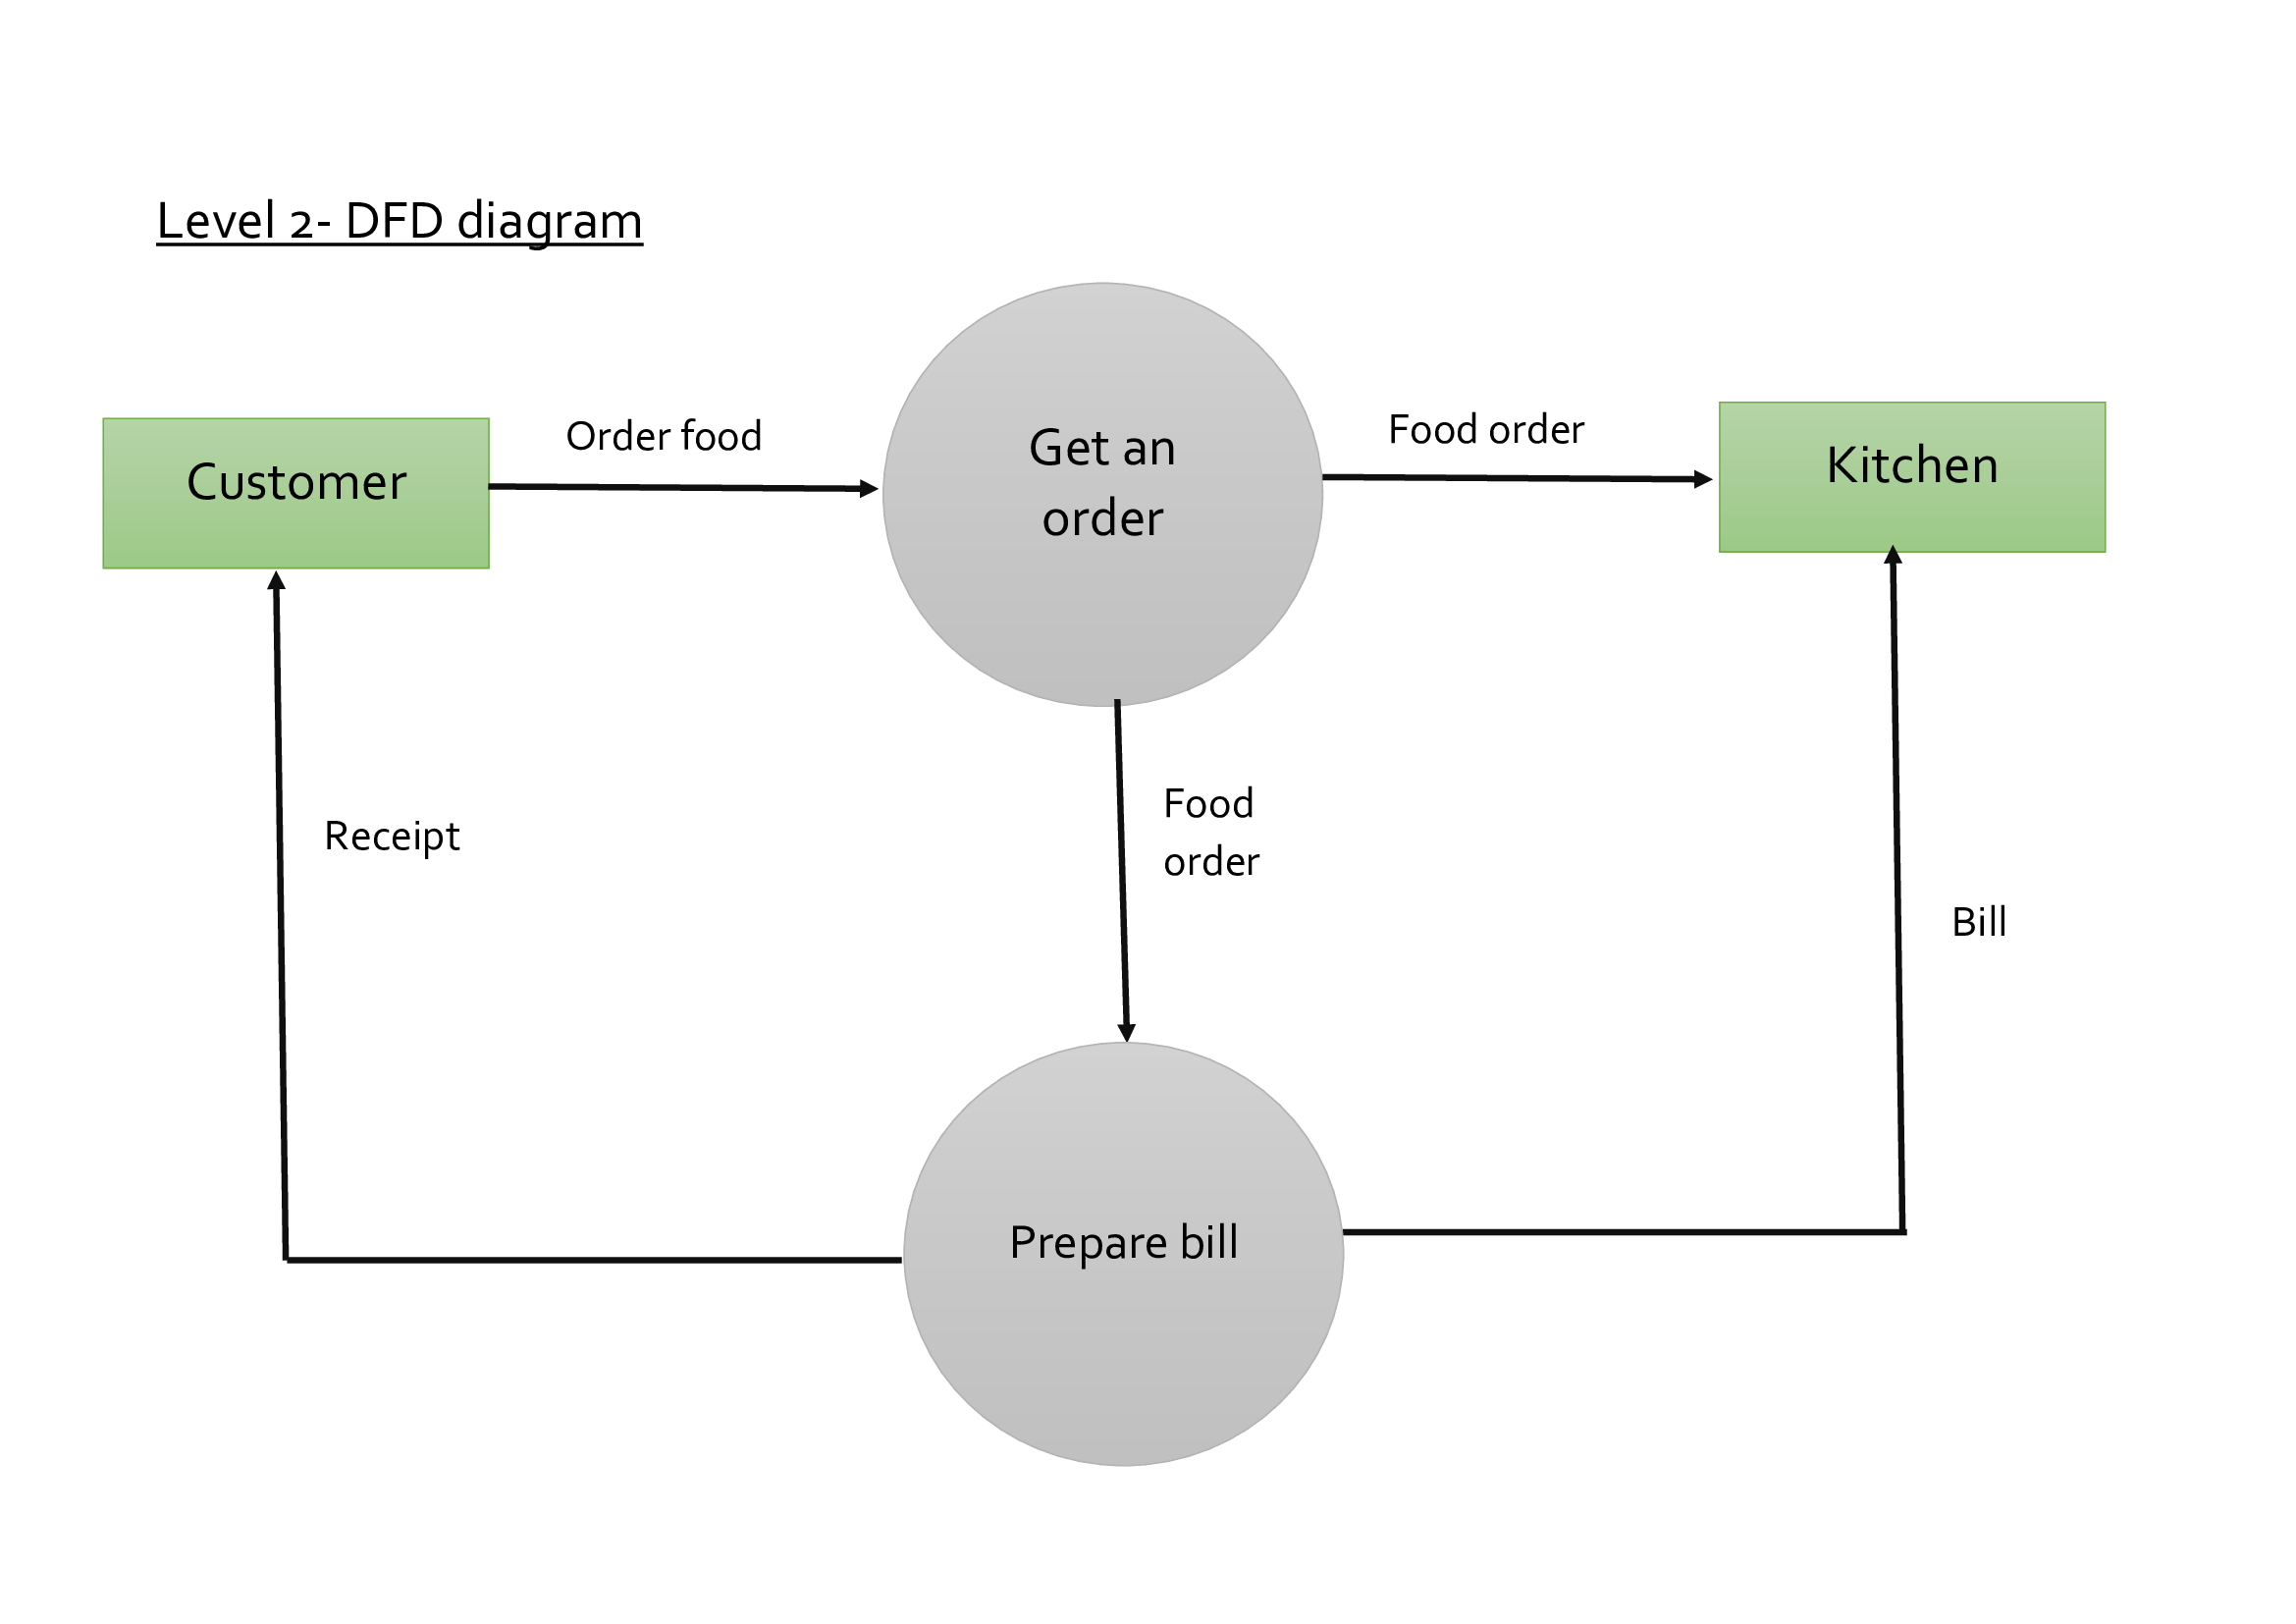 Level 2- DFD diagram
Customer
Order food
Get an
order
Food order
Kitchen
Receipt
Food
order
Bill
Prepare bill